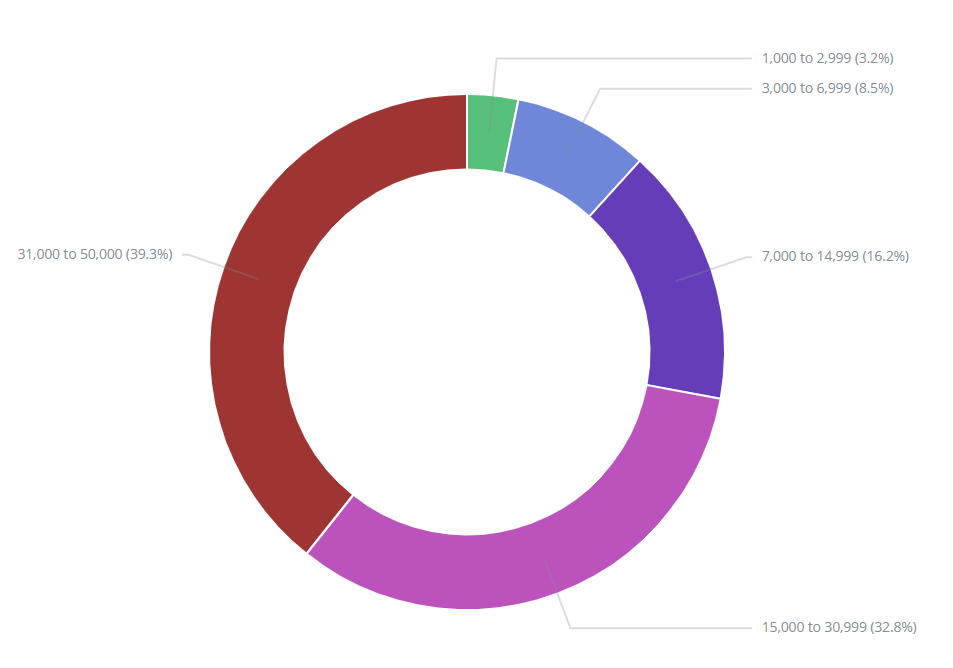 1,000 to 2,999 (3.2%)
3,000 to 6,999 (8.5%)
31,000 to 50,000 (39.3%)
7,000 to 14,999 (16.2%)
15,000 to 30,999 (32.8%)